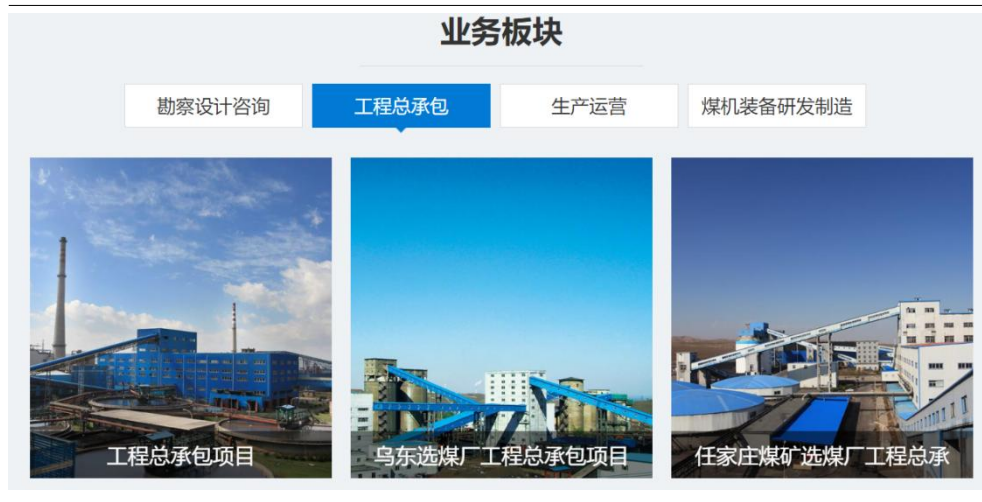 业务板块
勘察设计咨询
工程总承包
生产运营
煤机装备研发制造
工程总承包项目
乌东选煤厂工程总承包项目
任家庄煤矿选煤厂工程总承